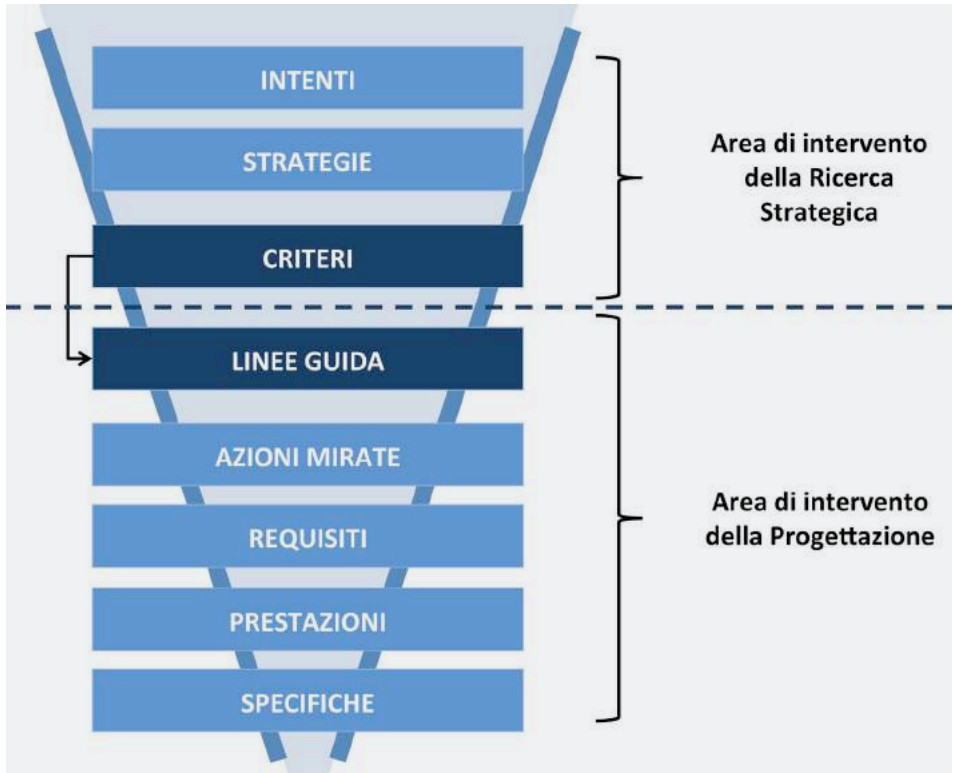 INTENTI
STRATEGIE
CRITERI
Area di intervento
della Ricerca
Strategica
LINEE GUIDA
AZIONI MIRATE
REQUISITI
PRESTAZIONI
SPECIFICHE
Area di intervento
della Progettazione